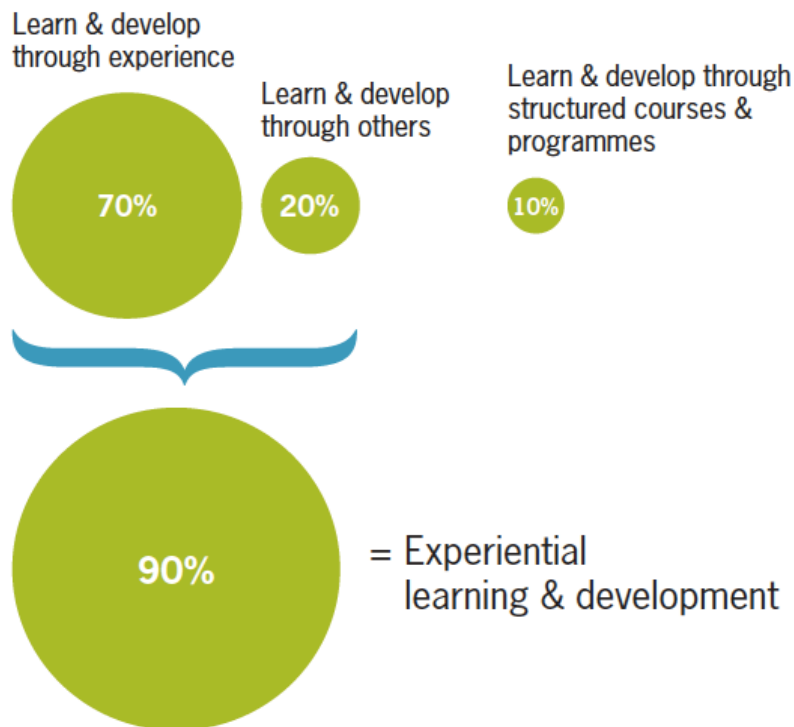 Learn & develop
through experience
70%
Learn & develop
through others
20%
Learn & develop through
structured courses &
programmes
10%
90%
= Experiential
learning & development